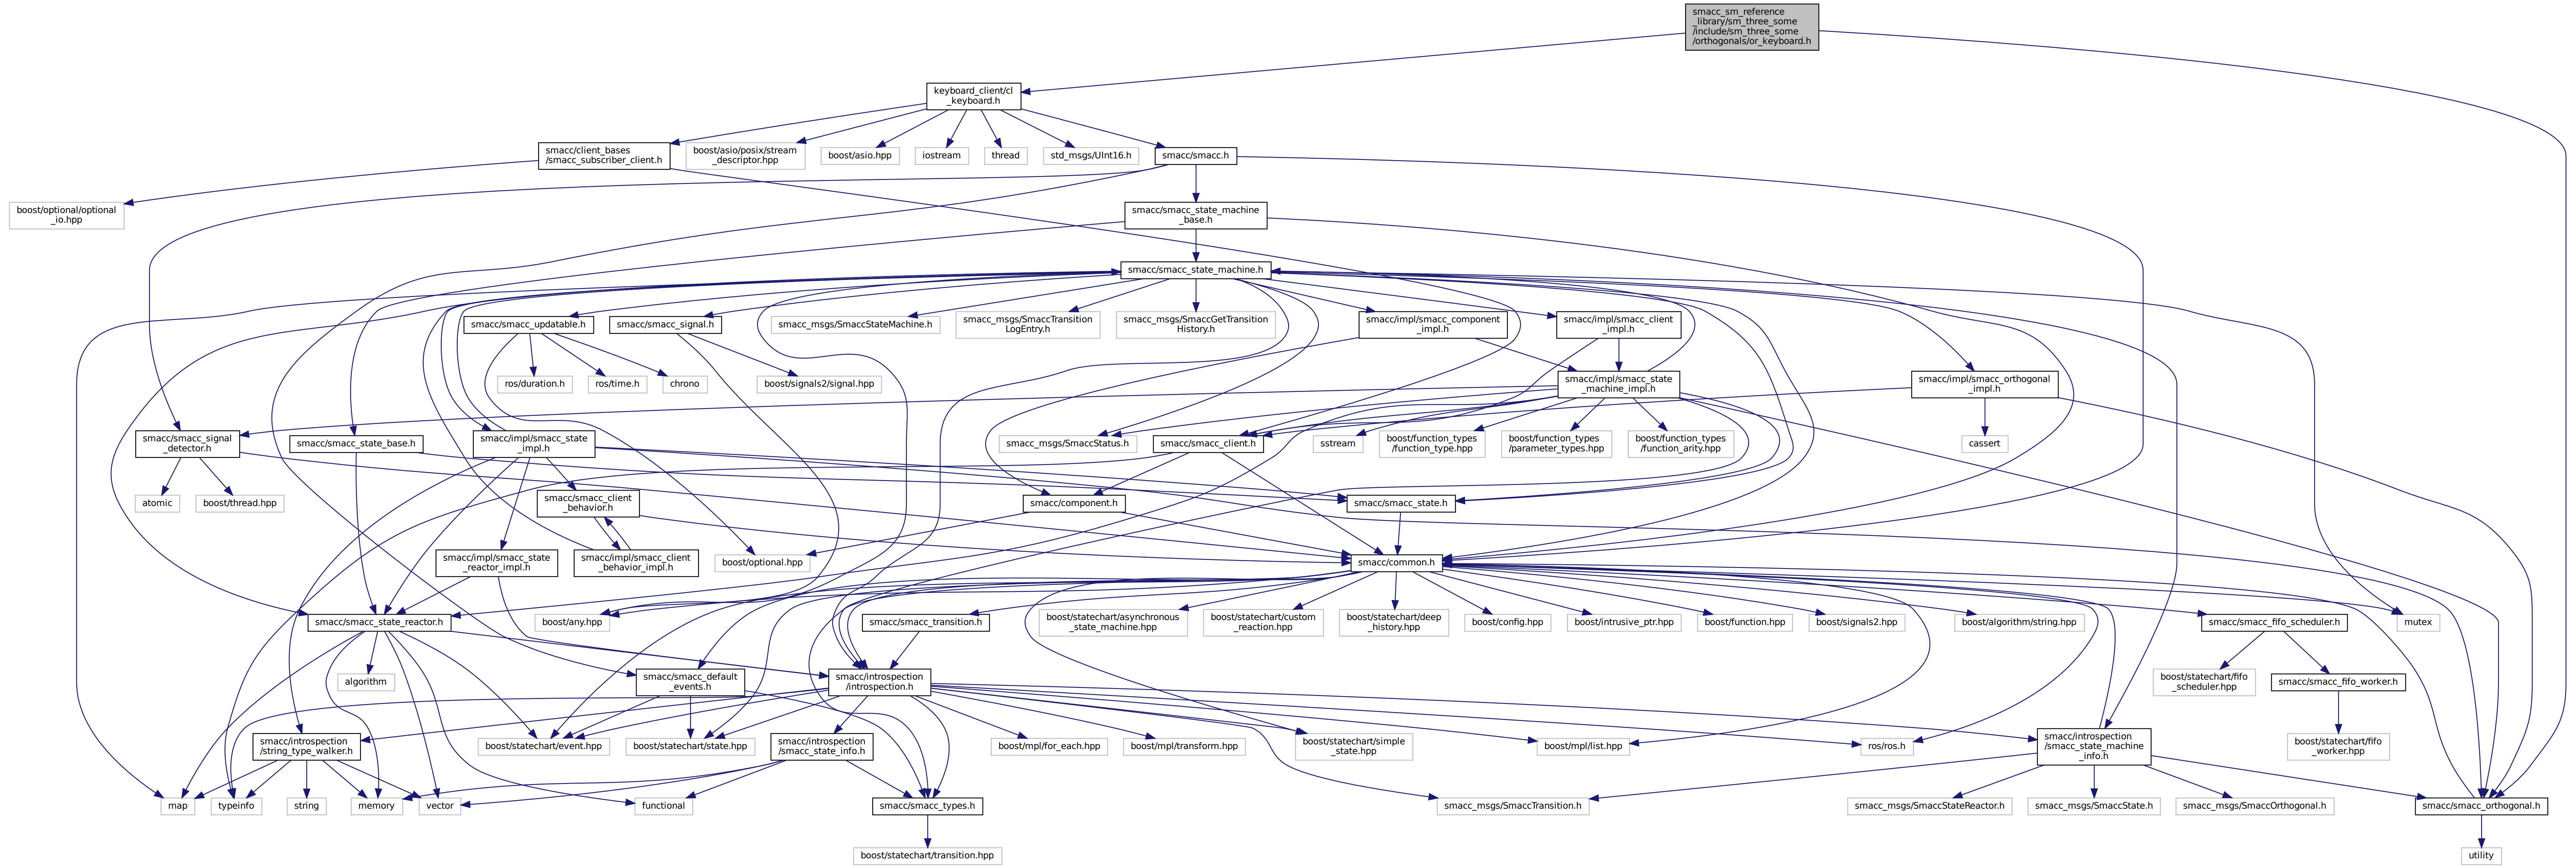 smacc_sm_reference
_library/sm_three_some
/include/sm_three_some
/orthogonals/or_keyboard.h
keyboard_client/cl
_keyboard.h
smacc/client_bases
/smacc_subscriber_client.h
boost/asio/posix/stream
_descriptor.hpp
boost/asio.hpp
iostream
thread
std_msgs/UInt16.h
smacc/smacc.h
boost/optional/optional
_io.hpp
smacc/smacc_state_machine
_base.h
smacc/smacc_state_machine.h
smacc/smacc_updatable.h
smacc/smacc_signal.h
smacc_msgs/SmaccStateMachine.h
smacc_msgs/SmaccTransition
LogEntry.h
smacc_msgs/SmaccGetTransition
History.h
smacc/impl/smacc_component
_impl.h
smacc/impl/smacc_client
_impl.h
ros/duration.h
ros/time.h
chrono
boost/signals2/signal.hpp
smacc/impl/smacc_state
_machine_impl.h
smacc/impl/smacc_orthogonal
_impl.h
smacc/smacc_signal
_detector.h
smacc/smacc_state_base.h
smacc/impl/smacc_state
_impl.h
smacc_msgs/SmaccStatus.h
smacc/smacc_client.h
sstream
boost/function_types
/function_type.hpp
boost/function_types
/parameter_types.hpp
boost/function_types
/function_arity.hpp
cassert
atomic
boost/thread.hpp
smacc/smacc_client
_behavior.h
smacc/component.h
smacc/smacc_state.h
smacc/impl/smacc_state
_reactor_impl.h
smacc/impl/smacc_client
_behavior_impl.h
boost/optional.hpp
smacc/common.h
smacc/smacc_state_reactor.h
boost/any.hpp
smacc/smacc_transition.h
boost/statechart/asynchronous
_state_machine.hpp
boost/statechart/custom
_reaction.hpp
boost/statechart/deep
_history.hpp
boost/config.hpp
boost/intrusive_ptr.hpp
boost/function.hpp
boost/signals2.hpp
boost/algorithm/string.hpp
smacc/smacc_fifo_scheduler.h
mutex
algorithm
smacc/smacc_default
_events.h
smacc/introspection
/introspection.h
boost/statechart/fifo
_scheduler.hpp
smacc/smacc_fifo_worker.h
smacc/introspection
/string_type_walker.h
boost/statechart/event.hpp
boost/statechart/state.hpp
smacc/introspection
/smacc_state_info.h
boost/mpl/for_each.hpp
boost/mpl/transform.hpp
boost/statechart/simple
_state.hpp
boost/mpl/list.hpp
ros/ros.h
smacc/introspection
/smacc_state_machine
_info.h
boost/statechart/fifo
_worker.hpp
map
typeinfo
string
memory
vector
functional
smacc/smacc_types.h
smacc_msgs/SmaccTransition.h
smacc_msgs/SmaccStateReactor.h
smacc_msgs/SmaccState.h
smacc_msgs/SmaccOrthogonal.h
smacc/smacc_orthogonal.h
boost/statechart/transition.hpp
utility